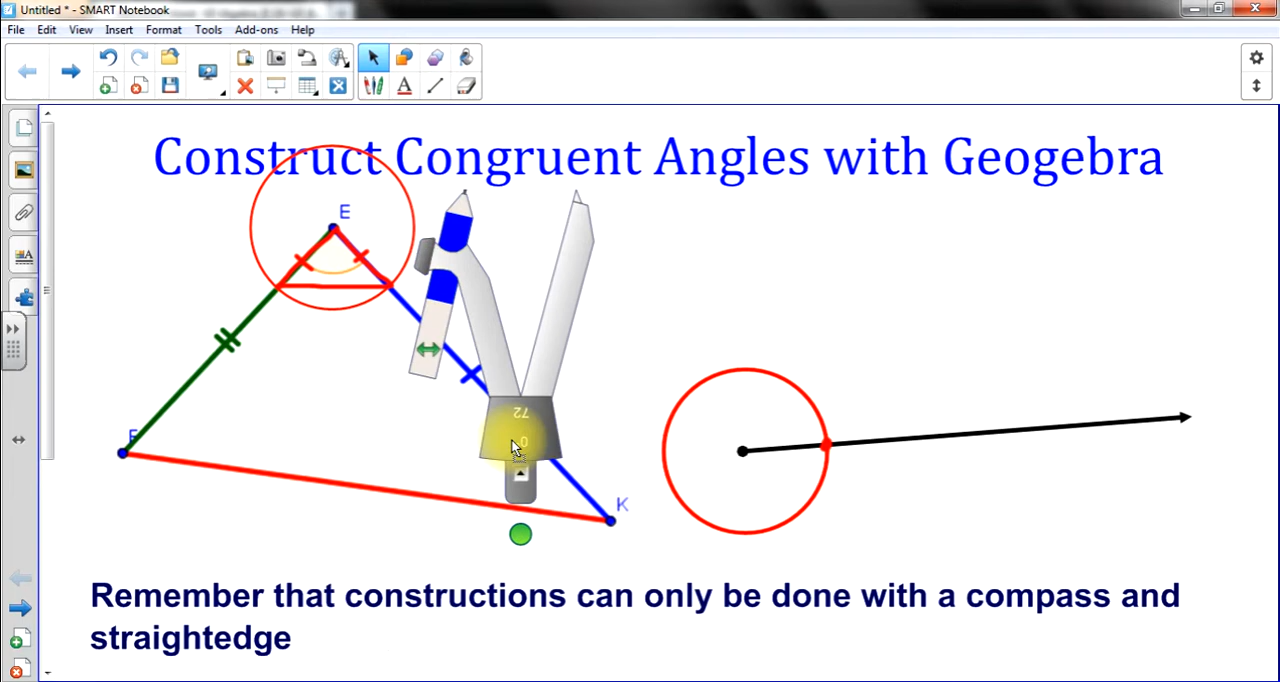 Untitled * - SMART Notebook
File Edit View Insert Format Tools Add-ons Help
Construct Congruent Angles with Geogebra
E
72
0
K
Remember that constructions can only be done with a compass and
straightedge